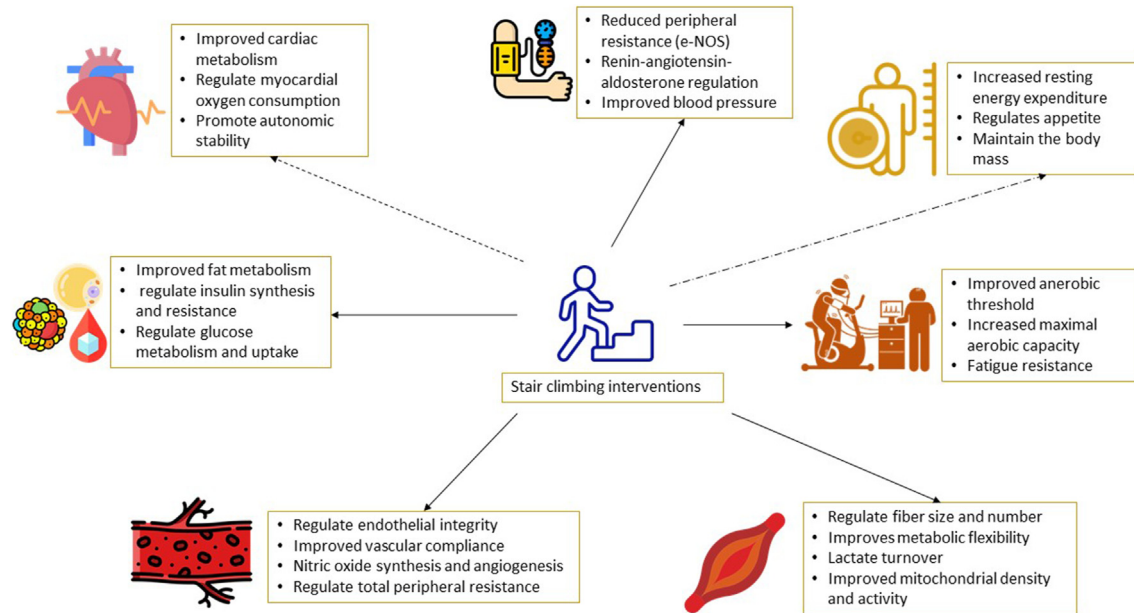 • Improved cardiac
metabolism
• Regulate myocardial
oxygen consumption
• Promote autonomic
stability
• Reduced peripheral
resistance (e-NOS)
• Renin-angiotensin-
aldosterone regulation
• Improved blood pressure
• Increased resting
energy expenditure
• Regulates appetite
• Maintain the body
mass
• Improved fat metabolism
• regulate insulin synthesis
and resistance
• Regulate glucose
metabolism and uptake
• Improved anerobic
threshold
• Increased maximal
aerobic capacity
• Fatigue resistance
Stair climbing interventions
• Regulate endothelial integrity
• Improved vascular compliance
• Nitric oxide synthesis and angiogenesis
• Regulate total peripheral resistance
• Regulate fiber size and number
• Improves metabolic flexibility
• Lactate turnover
• Improved mitochondrial density
and activity